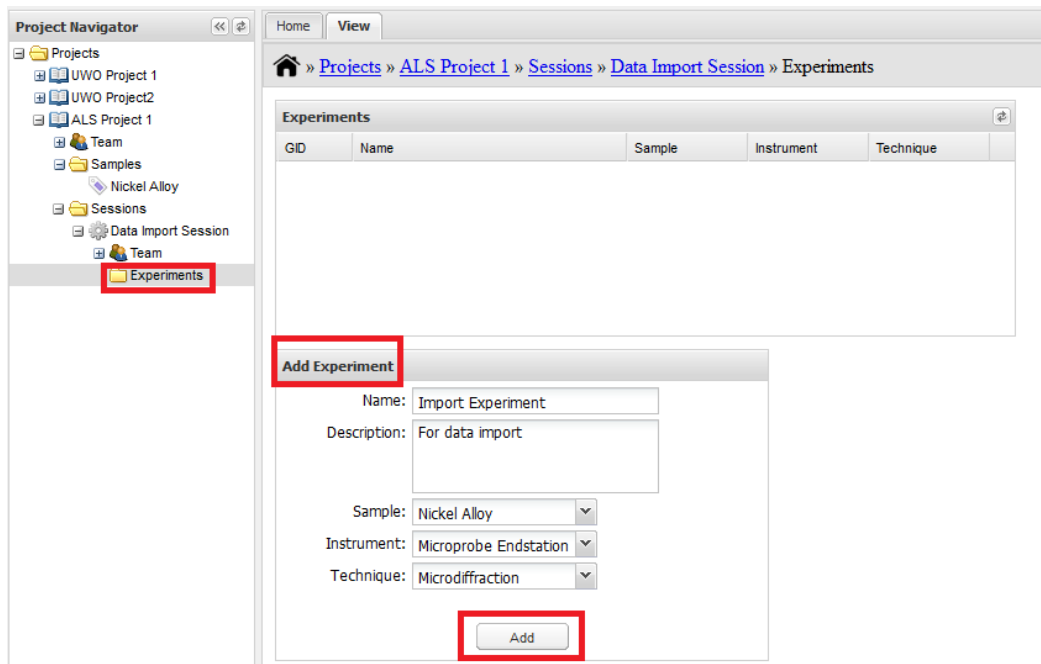 Project Navigator
Projects
UWO Project 1
UWO Project2
ALS Project 1
Team
Samples
Nickel Alloy
Sessions
Data Import Session
Team
Experiments
Home View
» Projects » ALS Project 1 » Sessions » Data Import Session » Experiments
Experiments
GID Name Sample Instrument Technique
Add Experiment
Name: Import Experiment
Description: For data import
Sample: Nickel Alloy
Instrument: Microprobe Endstation
Technique: Microdiffraction
Add